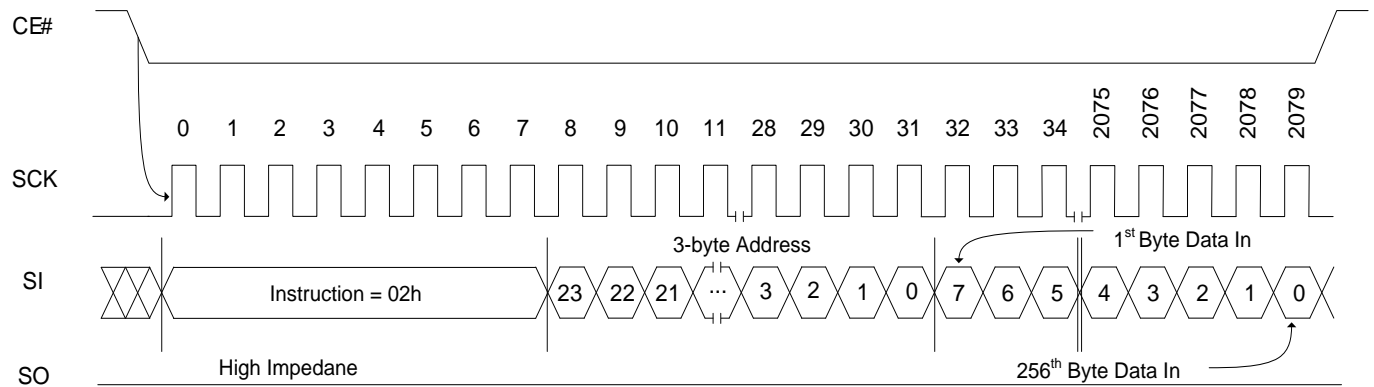 CE#
0 1 2 3 4 5 6 7 8 9 10 11 28 29 30 31 32 33 34 2075 2076 2077 2078 2079
SCK
3-byte Address
1st Byte Data In
SI
Instruction = 02h
23 22 21 ... 3 2 1 0 7 6 5 4 3 2 1 0
High Impedane
256th Byte Data In
SO